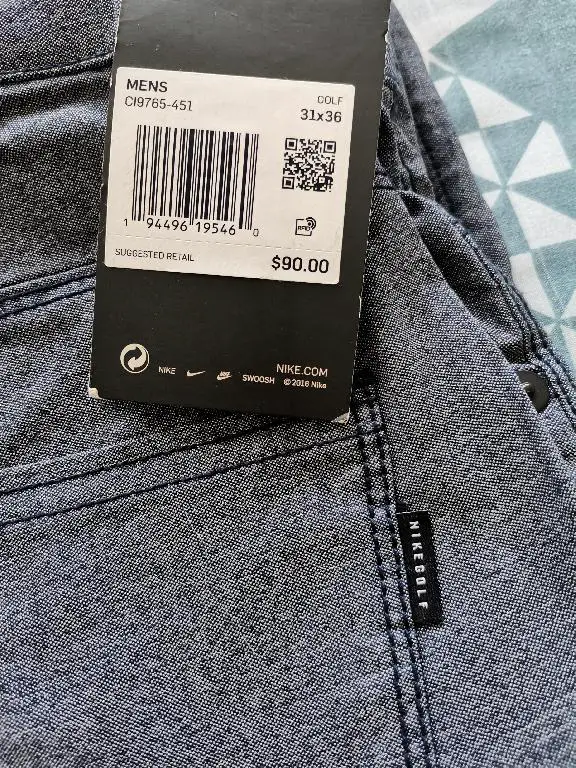 MENS
CI9765-451
GOLF
31x36
1 94496 19546 0
RFID
SUGGESTED RETAIL
$90.00
NIKE
SWOOSH
NIKE.COM
© 2016 Nike
NIKEGOLF